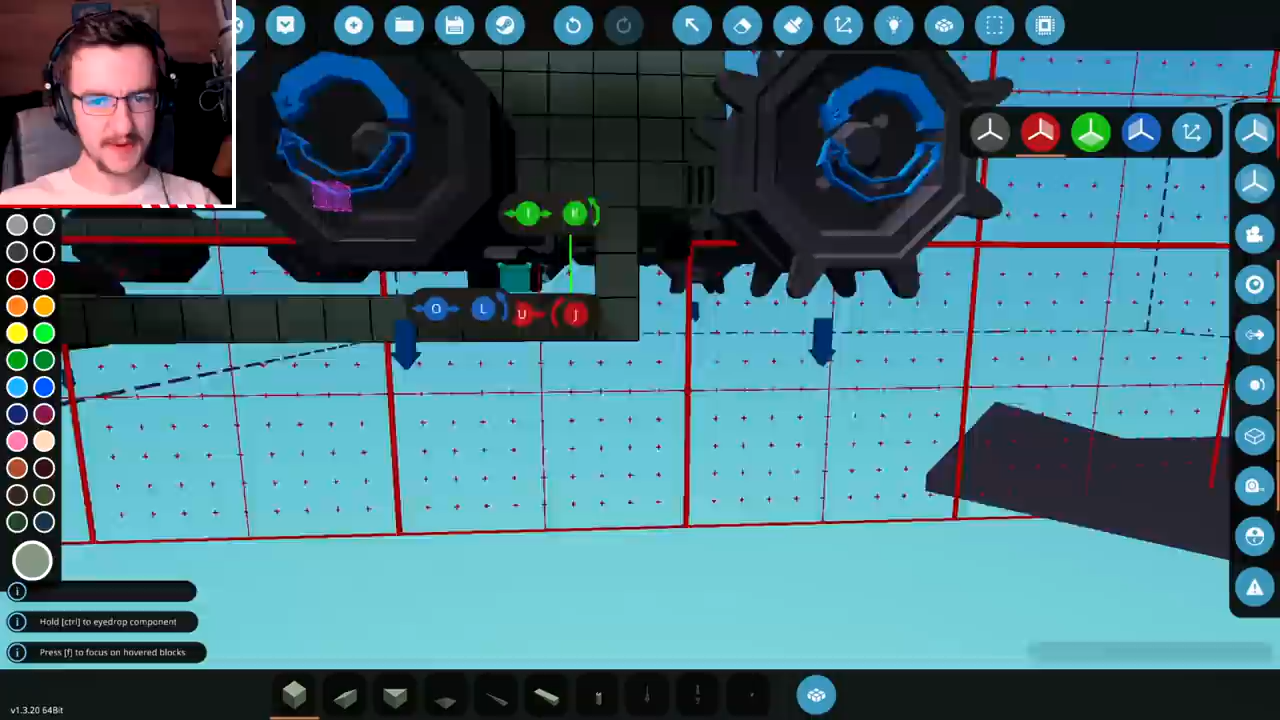 I
K
O
L
U
J
Hold [ctrl] to eyedrop component
Press [f] to focus on hovered blocks
v1.3.20 64Bit